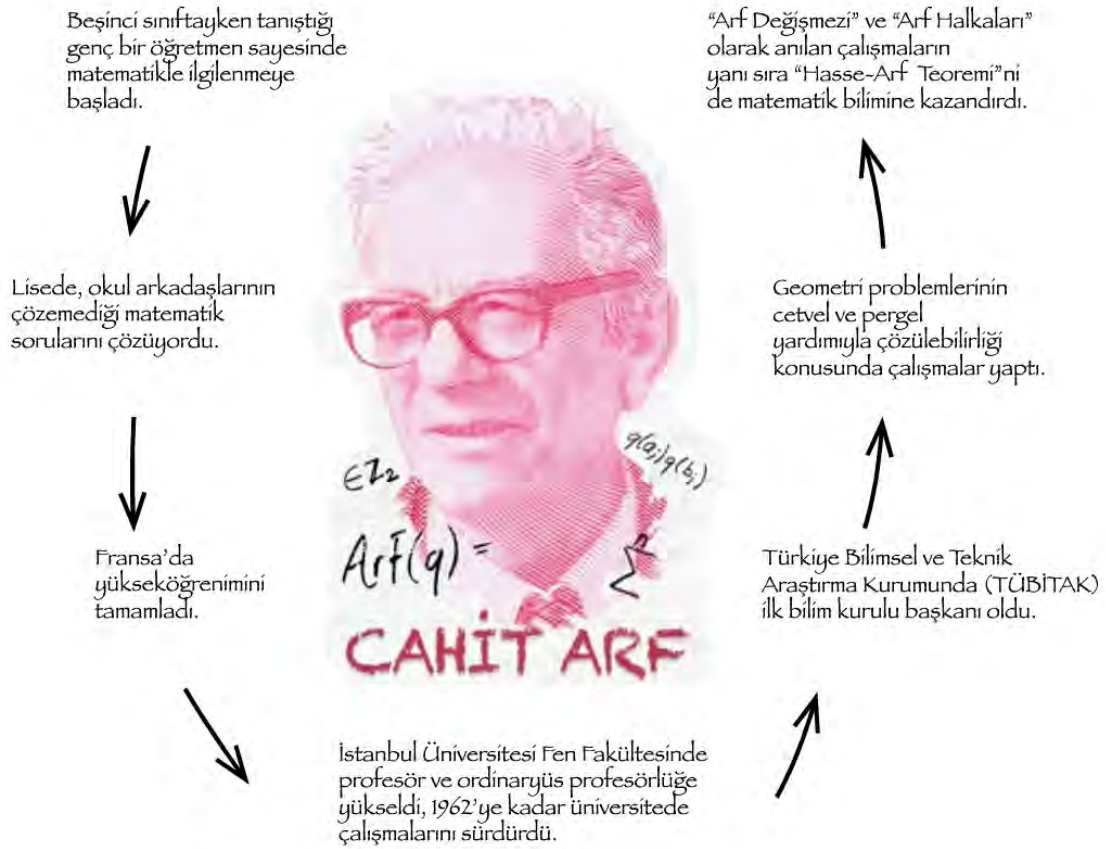 Beşinci sınıftayken tanıştığı
genç bir öğretmen sayesinde
matematikle ilgilenmeye
başladı.
Lisede, okul arkadaşlarının
çözemediği matematik
sorularını çözüyordu.
Fransa'da
yükseköğrenimini
tamamladı.
İstanbul Üniversitesi Fen Fakültesinde
profesör ve ordinaryüs profesörlüğe
yükseldi, 1962'ye kadar üniversitede
çalışmalarını sürdürdü.
Türkiye Bilimsel ve Teknik
Araştırma Kurumunda (TÜBİTAK)
ilk bilim kurulu başkanı oldu.
Geometri problemlerinin
cetvel ve pergel
yardımıyla çözülebilirliği
konusunda çalışmalar yaptı.
“Arf Değişmezi” ve “Arf Halkaları”
olarak anılan çalışmaların
yanı sıra “Hasse-Arf Teoremi”ni
de matematik bilimine kazandırdı.
∈Z₂
q(aᵢ)q(bᵢ)
Arf(q) =
Σ
CAHİT ARF